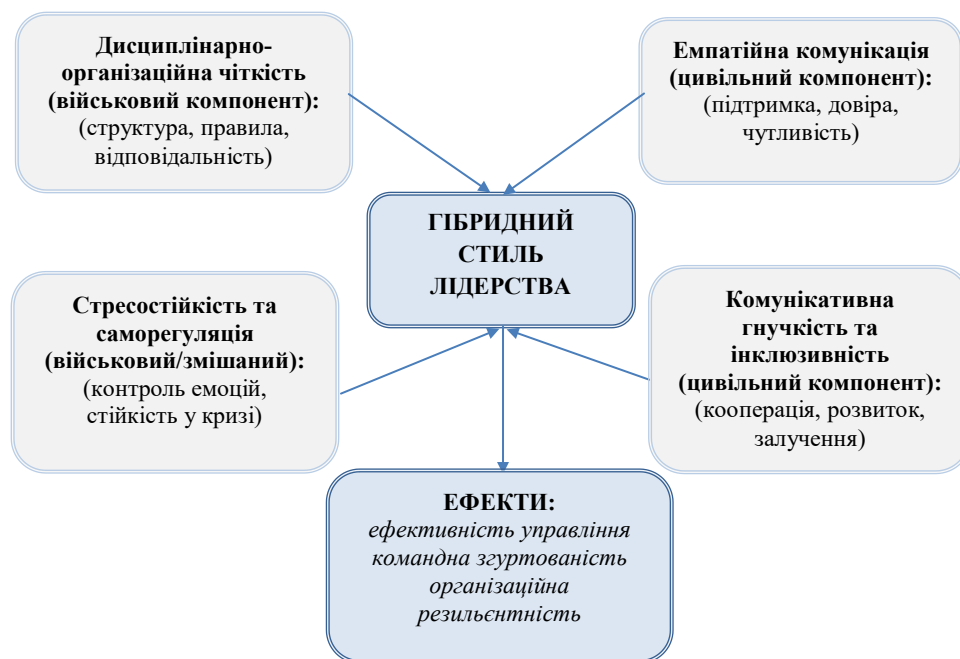 Дисциплінарно-
організаційна чіткість
(військовий компонент):
(структура, правила,
відповідальність)
Емпатійна комунікація
(цивільний компонент):
(підтримка, довіра,
чутливість)
ГІБРИДНИЙ
СТИЛЬ
ЛІДЕРСТВА
Стресостійкість та
саморегуляція
(військовий/змішаний):
(контроль емоцій,
стійкість у кризі)
Комунікативна
гнучкість та
інклюзивність
(цивільний компонент):
(кооперація, розвиток,
залучення)
ЕФЕКТИ:
ефективність управління
командна згуртованість
організаційна
резильєнтність